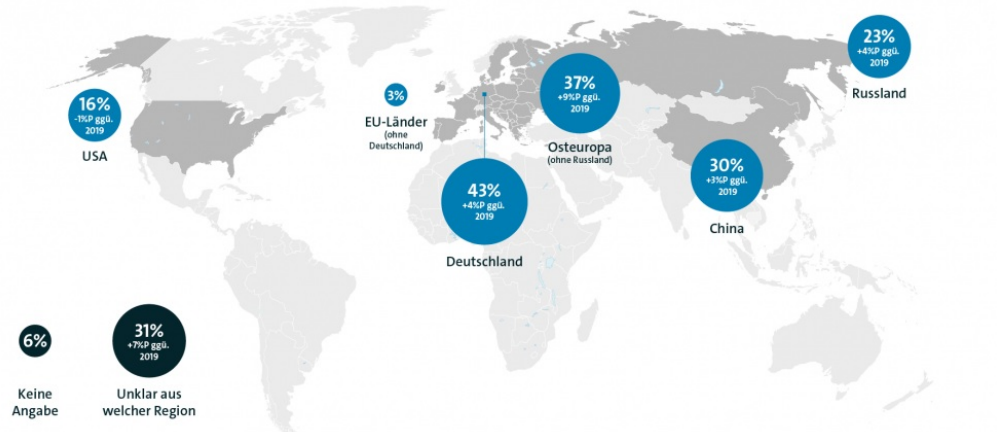 23%
+4%P ggü.
2019
Russland
37%
+9%P ggü.
2019
Osteuropa
(ohne Russland)
16%
-1%P ggü.
2019
USA
3%
EU-Länder
(ohne
Deutschland)
30%
+3%P ggü.
2019
China
43%
+4%P ggü.
2019
Deutschland
6%
Keine
Angabe
31%
+7%P ggü.
2019
Unklar aus
welcher Region